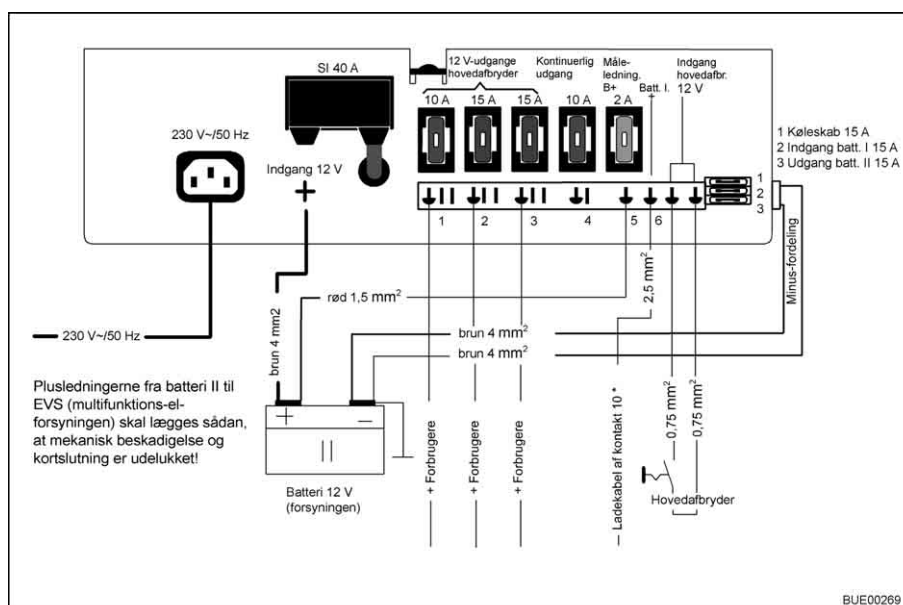 SI 40 A
12 V-udgange
hovedafbryder
Kontinuerlig
udgang
Måle-
ledning.
B+
Batt. I.
+
Indgang
hovedafbr.
12 V
10 A
15 A
15 A
10 A
2 A
230 V~/50 Hz
Indgang 12 V
+
1 Køleskab 15 A
2 Indgang batt. I 15 A
3 Udgang batt. II 15 A
1
2
3
1
2
3
4
5
6
rød 1,5 mm²
2,5 mm²
Minus-fordeling
230 V~/50 Hz
brun 4 mm2
brun 4 mm²
brun 4 mm²
Plusledningerne fra batteri II til
EVS (multifunktions-el-
forsyningen) skal lægges sådan,
at mekanisk beskadigelse og
kortslutning er udelukket!
+
–
II
Batteri 12 V
(forsyningen)
+ Forbrugere
+ Forbrugere
+ Forbrugere
Ladekabel af kontakt 10 *
0,75 mm²
0,75 mm²
Hovedafbryder
BUE00269